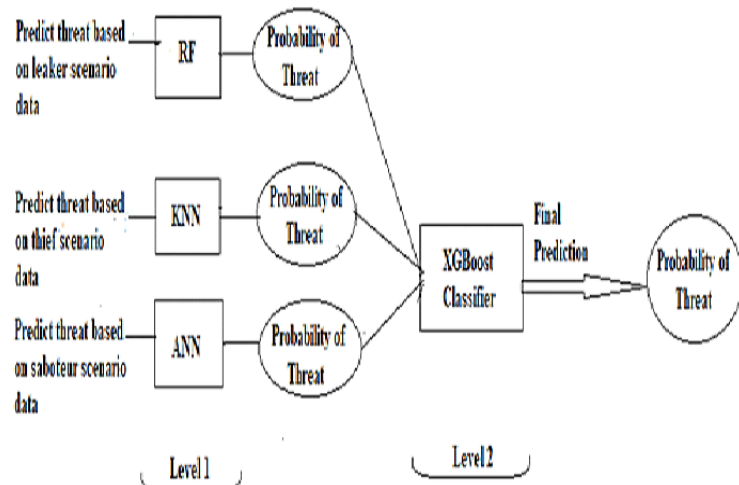 Predict threat based
on leaker scenario
data
RF
Probability of
Threat
Predict threat based
on thief scenario
data
KNN
Probability of
Threat
Predict threat based
on saboteur scenario
data
ANN
Probability of
Threat
XGBoost
Classifier
Final
Prediction
Probability of
Threat
Level 1
Level 2